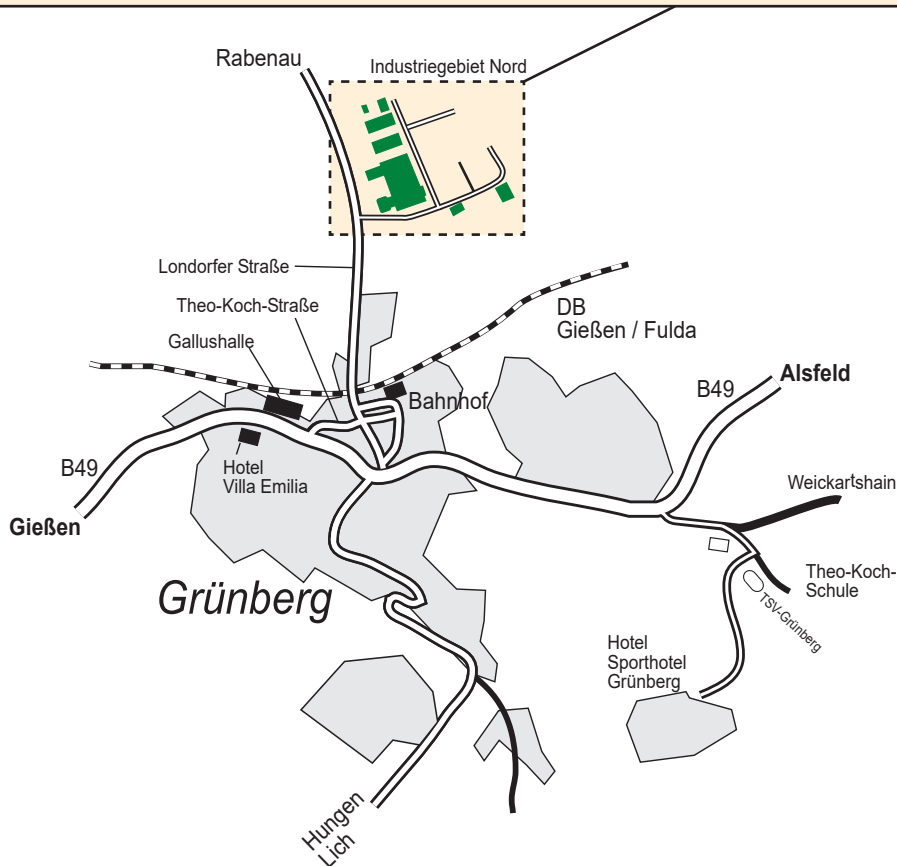 Rabenau
Industriegebiet Nord
Londorfer Straße
Theo-Koch-Straße
Gallushalle
DB
Gießen / Fulda
Bahnhof
B49
Alsfeld
B49
Gießen
Hotel
Villa Emilia
Weickartshain
Theo-Koch-
Schule
TSV-Grünberg
Grünberg
Hotel
Sporthotel
Grünberg
Hungen
Lich